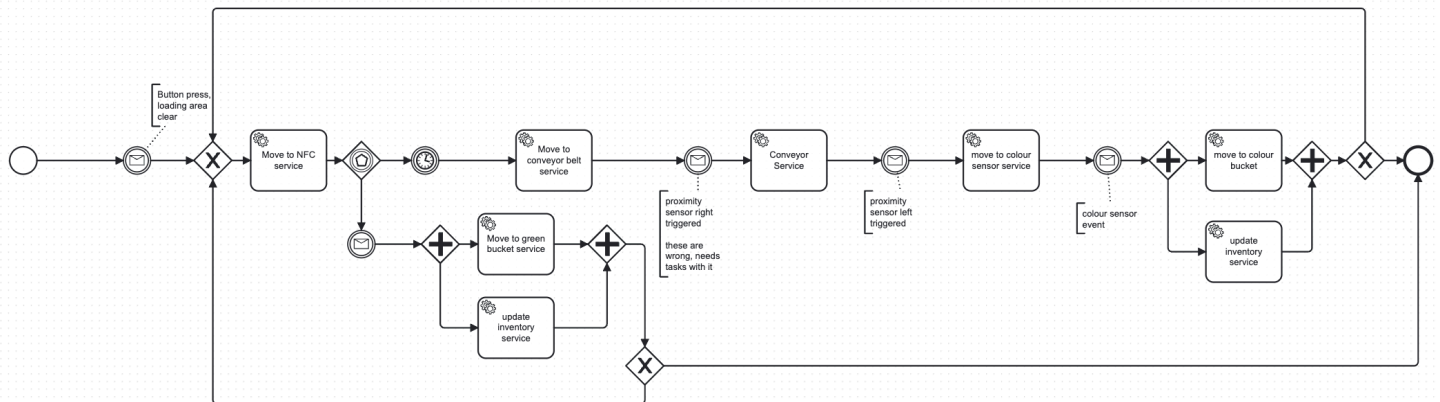 Button press,
loading area
clear
Move to NFC
service
Move to
conveyor belt
service
proximity
sensor right
triggered
these are
wrong, needs
tasks with it
Conveyor
Service
proximity
sensor left
triggered
move to colour
sensor service
colour sensor
event
move to colour
bucket
update
inventory
service
Move to green
bucket service
update
inventory
service